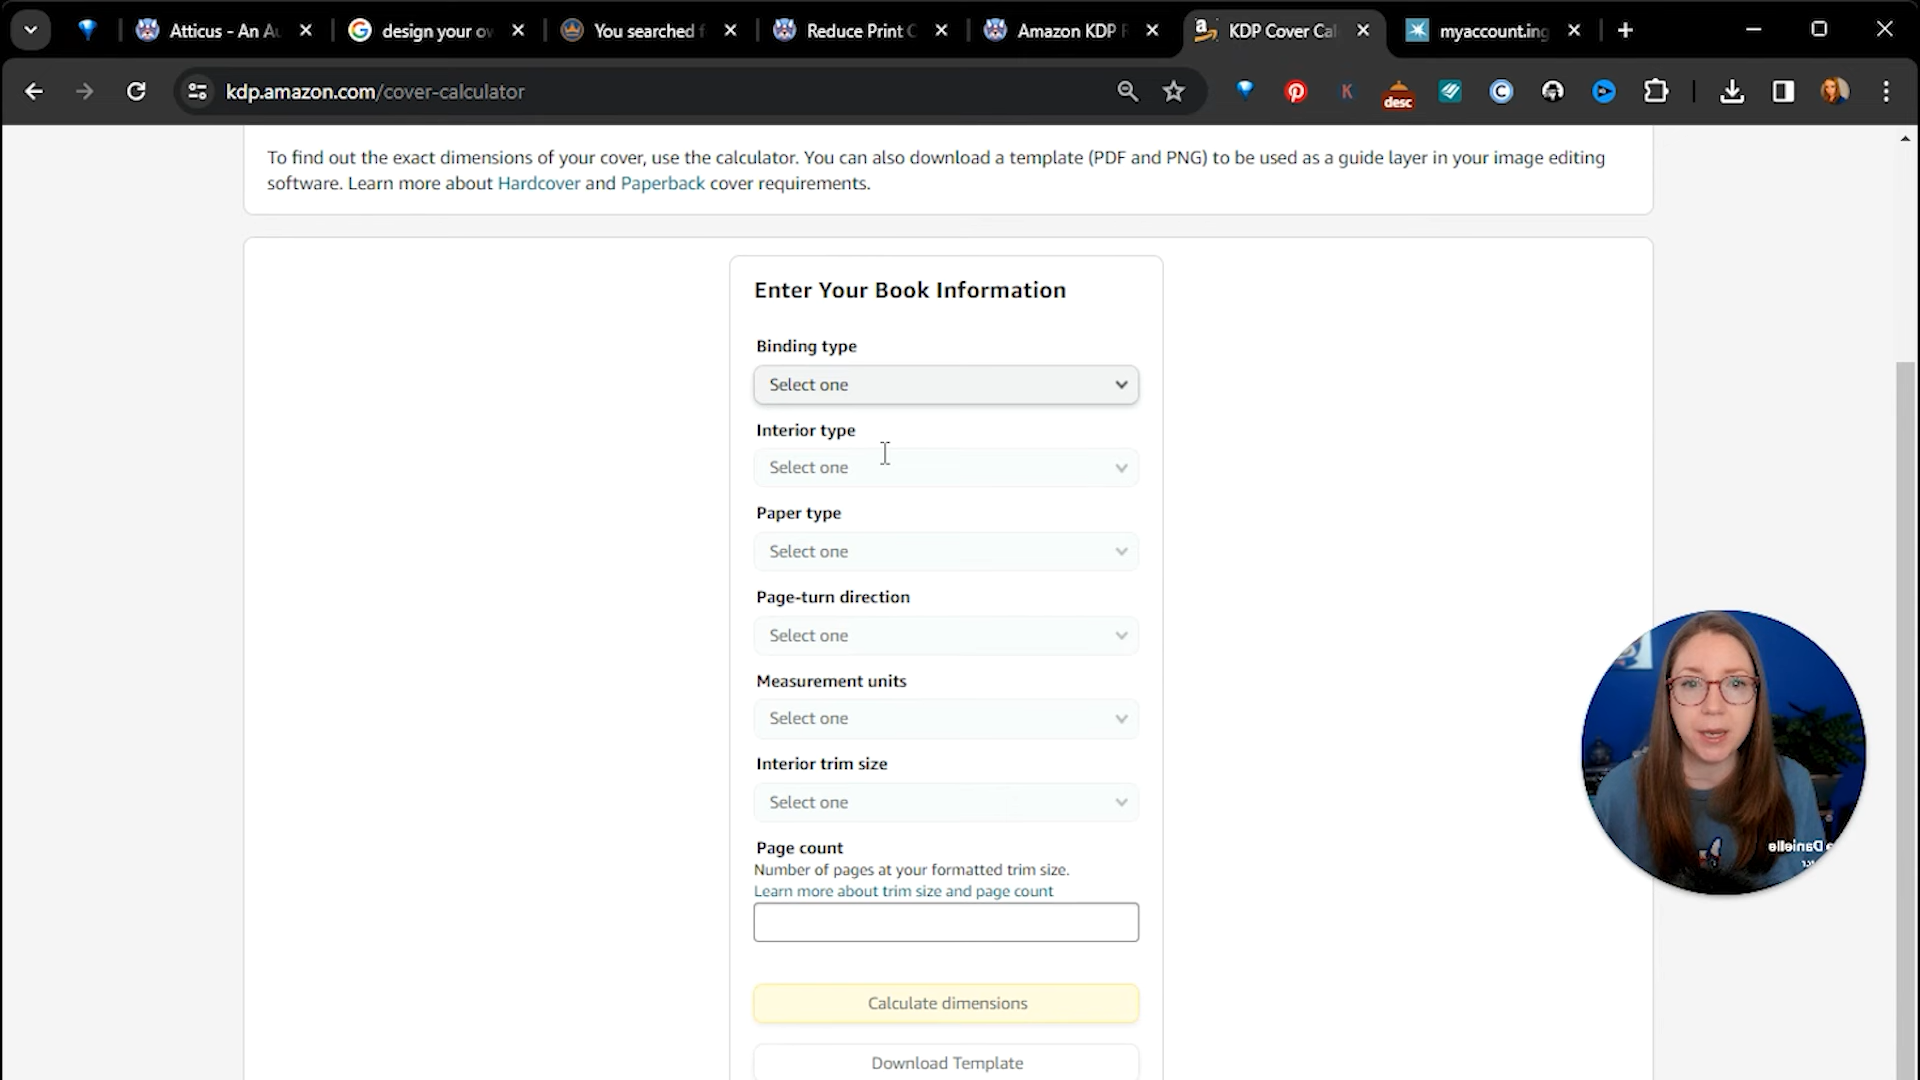 Atticus - An Au
design your ow
You searched f
Reduce Print C
Amazon KDP R
KDP Cover Cal
myaccount.ing
kdp.amazon.com/cover-calculator
K
desc
To find out the exact dimensions of your cover, use the calculator. You can also download a template (PDF and PNG) to be used as a guide layer in your image editing
software. Learn more about Hardcover and Paperback cover requirements.
Enter Your Book Information
Binding type
Select one
Interior type
Select one
Paper type
Select one
Page-turn direction
Select one
Measurement units
Select one
Interior trim size
Select one
Page count
Number of pages at your formatted trim size.
Learn more about trim size and page count
Calculate dimensions
Download Template
Danielle